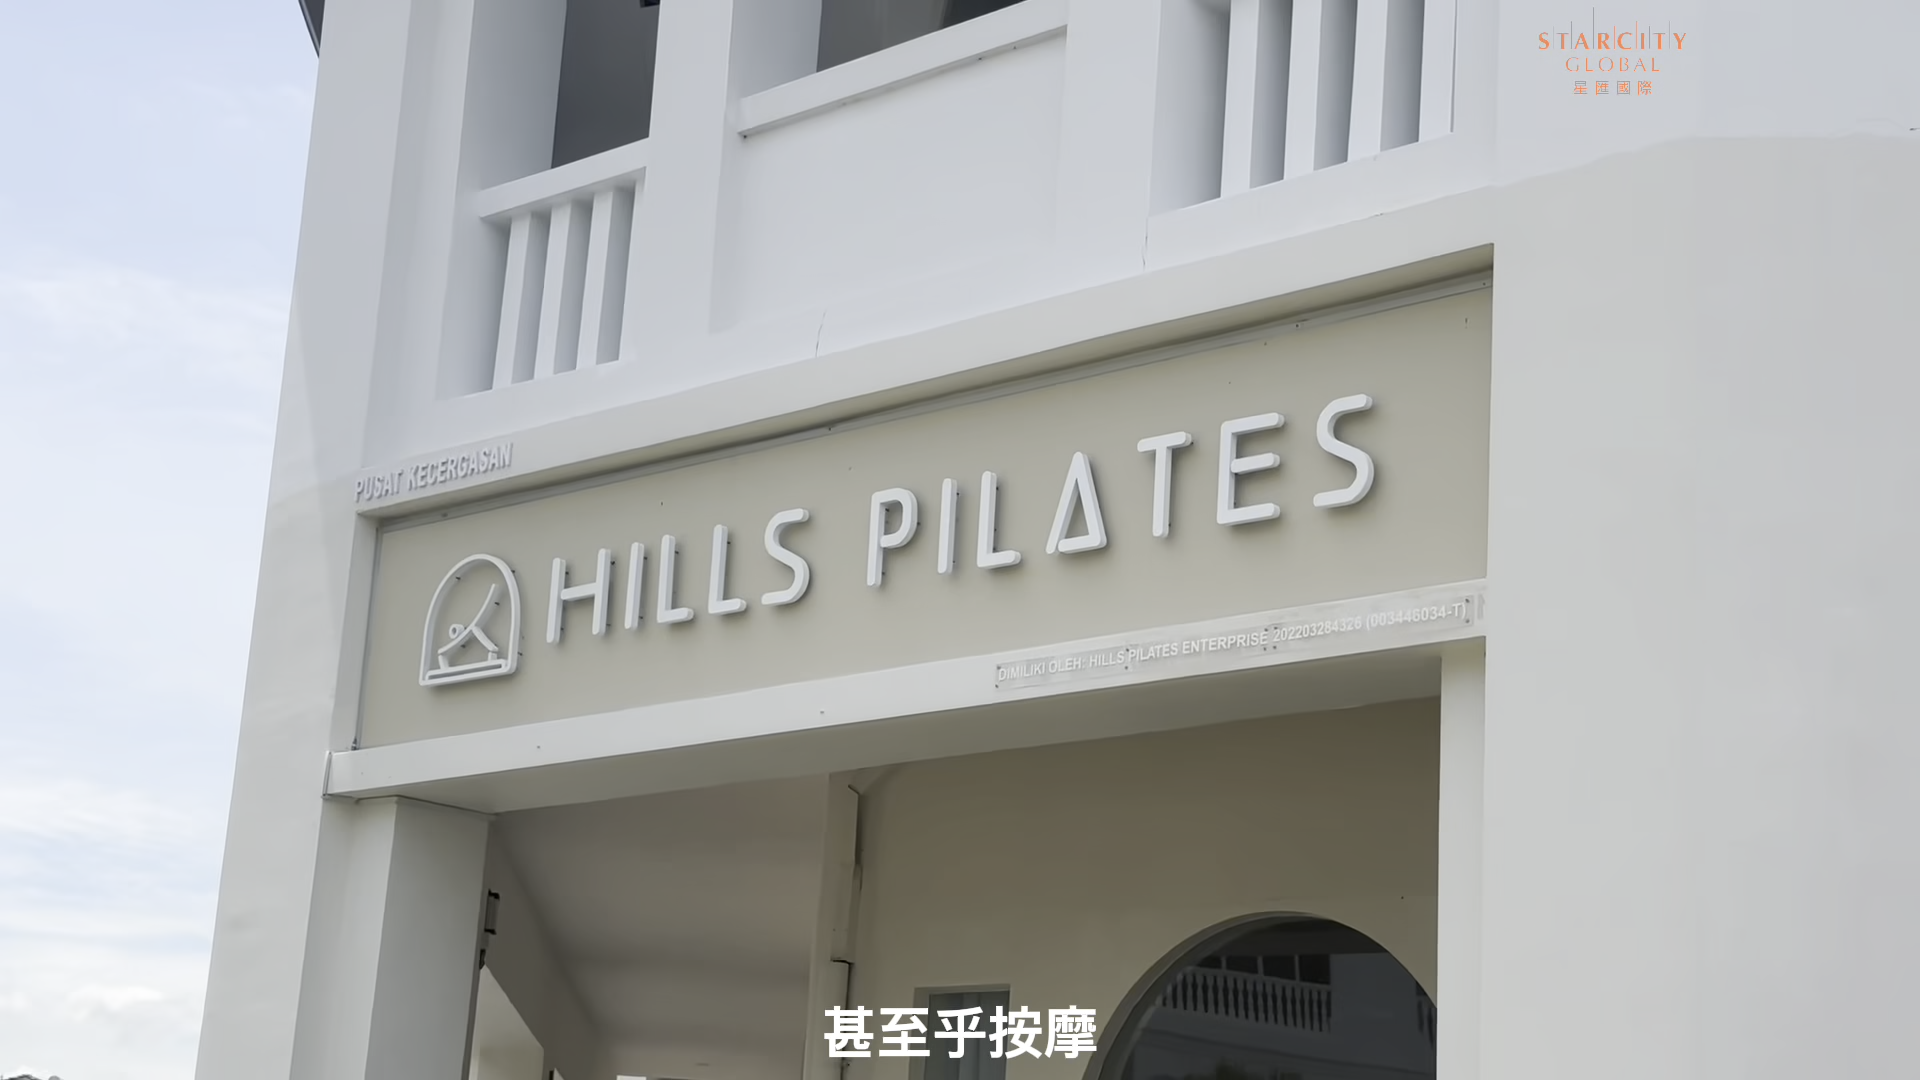 STARCITY
GLOBAL
星匯國際
PUSAT KECERGASAN
HILLS PILATES
DIMILIKI OLEH: HILLS PILATES ENTERPRISE 202203284326 (003446034-T)
甚至乎按摩